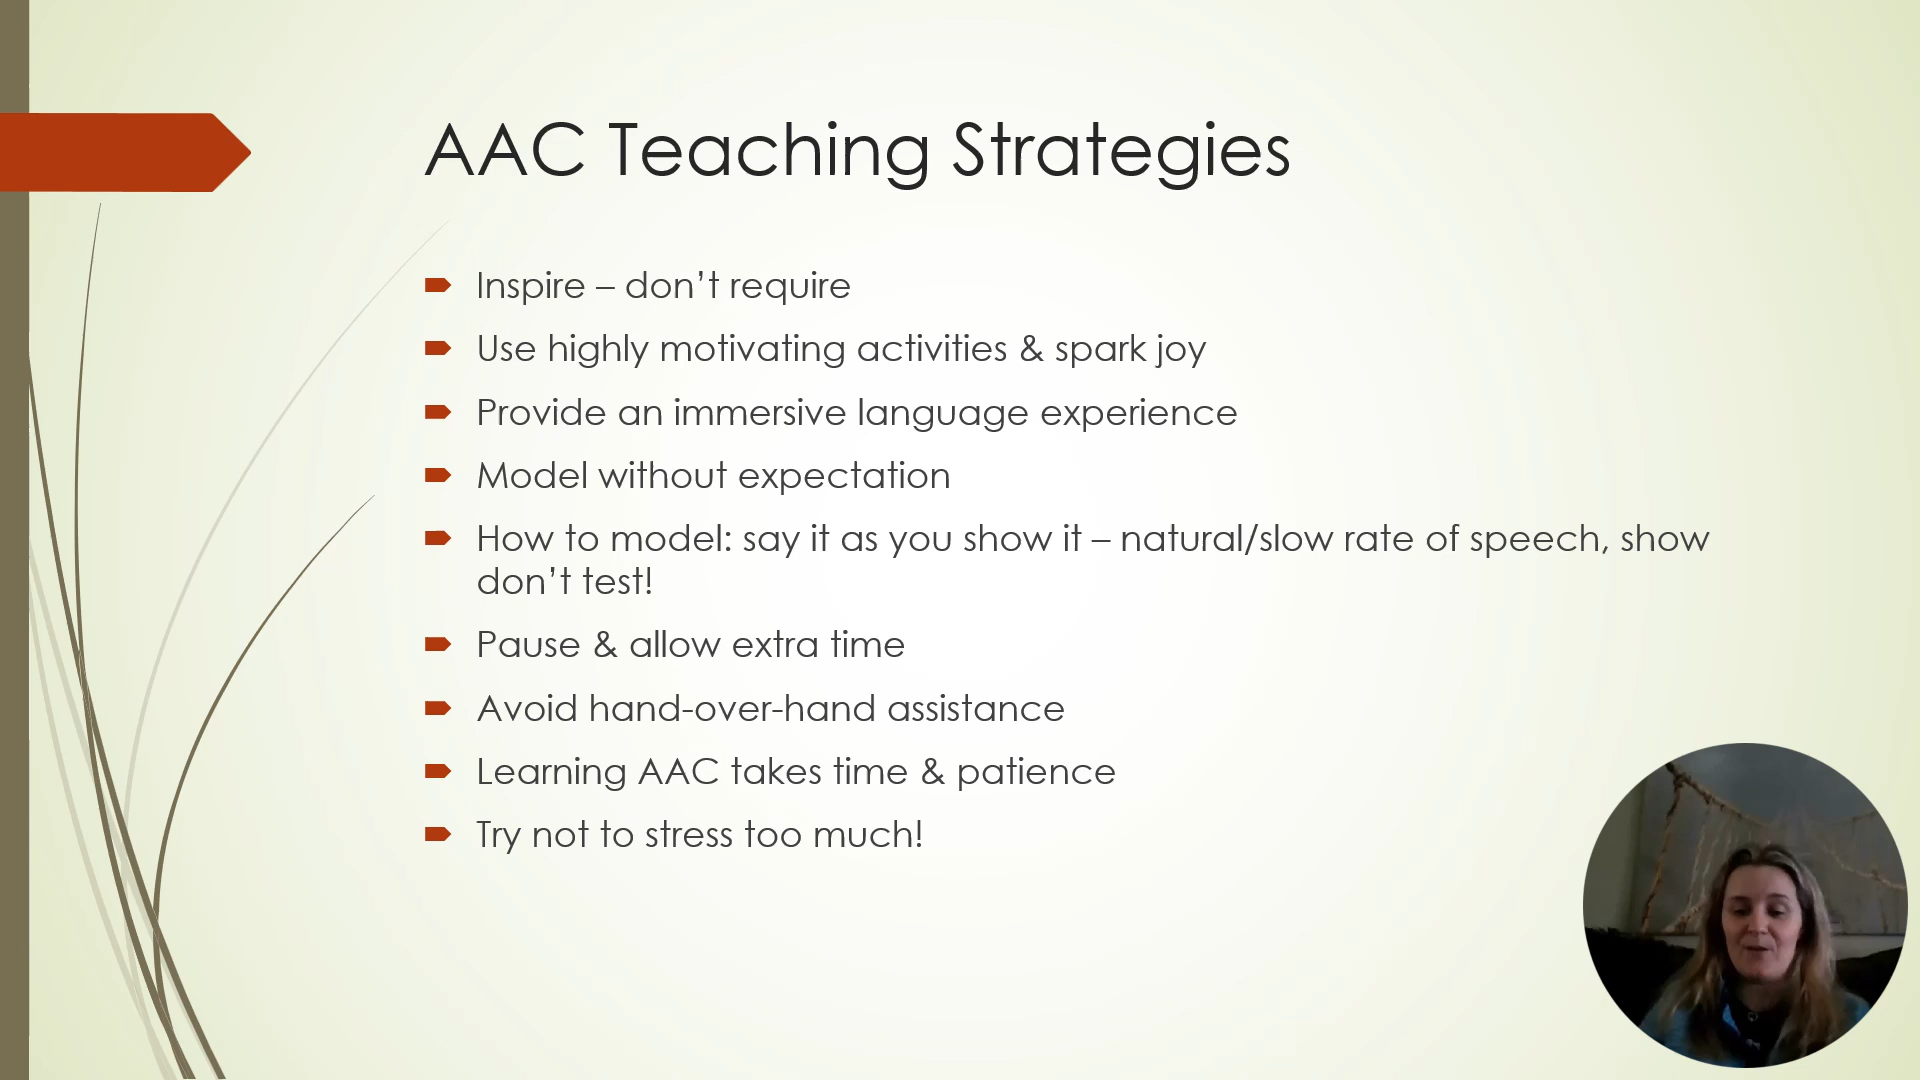 AAC Teaching Strategies
Inspire – don’t require
Use highly motivating activities & spark joy
Provide an immersive language experience
Model without expectation
How to model: say it as you show it – natural/slow rate of speech, show
don’t test!
Pause & allow extra time
Avoid hand-over-hand assistance
Learning AAC takes time & patience
Try not to stress too much!